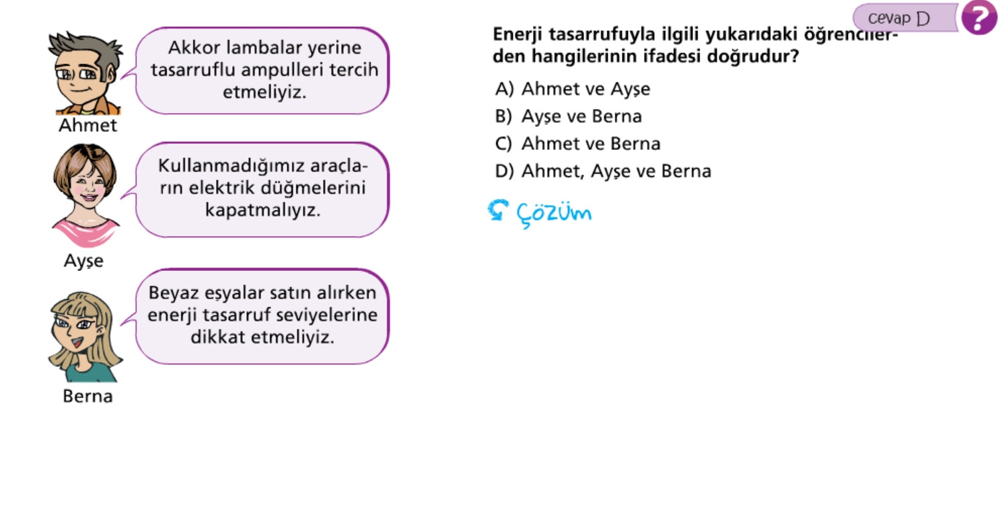 Akkor lambalar yerine
tasarruflu ampulleri tercih
etmeliyiz.
Ahmet
Kullanmadığımız araçla-
rın elektrik düğmelerini
kapatmalıyız.
Ayşe
Beyaz eşyalar satın alırken
enerji tasarruf seviyelerine
dikkat etmeliyiz.
Berna
cevap D
?
Enerji tasarrufuyla ilgili yukarıdaki öğrenciler-
den hangilerinin ifadesi doğrudur?
A) Ahmet ve Ayşe
B) Ayşe ve Berna
C) Ahmet ve Berna
D) Ahmet, Ayşe ve Berna
Çözüm